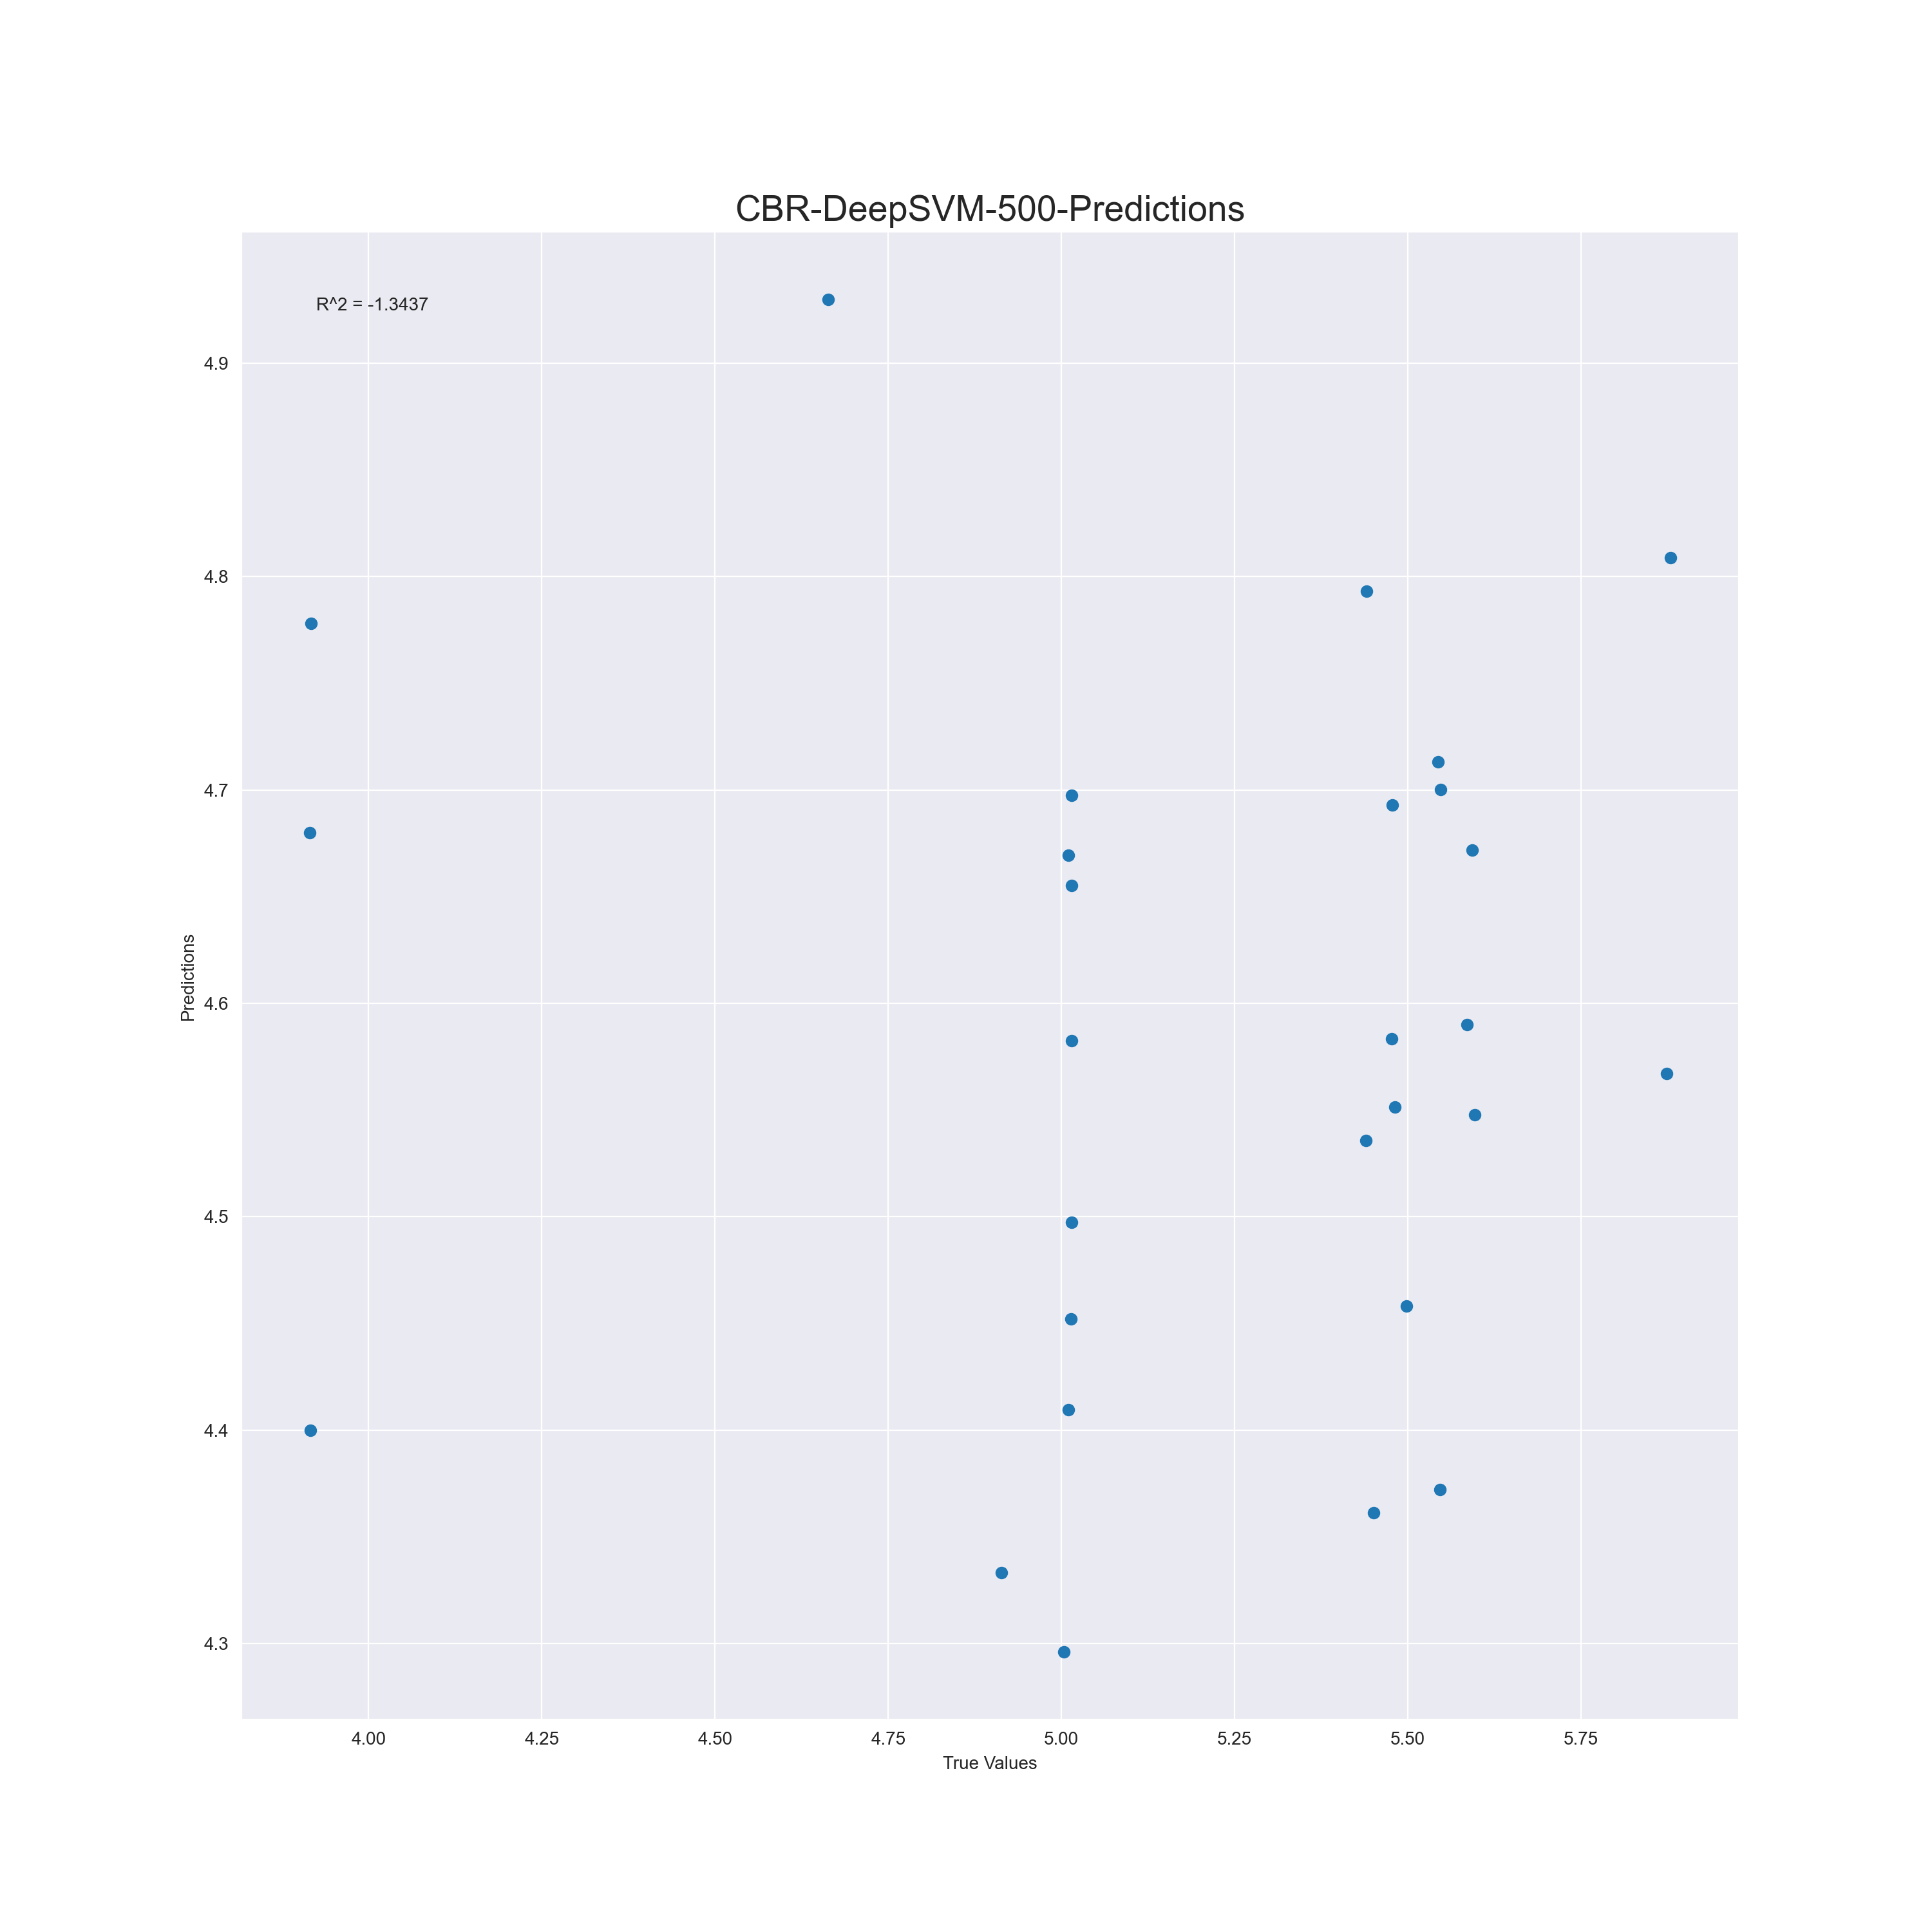 CBR-DeepSVM-500-Predictions
R^2 = -1.3437
4.9
4.8
4.7
4.6
4.5
4.4
4.3
Predictions
4.00 4.25 4.50 4.75 5.00 5.25 5.50 5.75
True Values